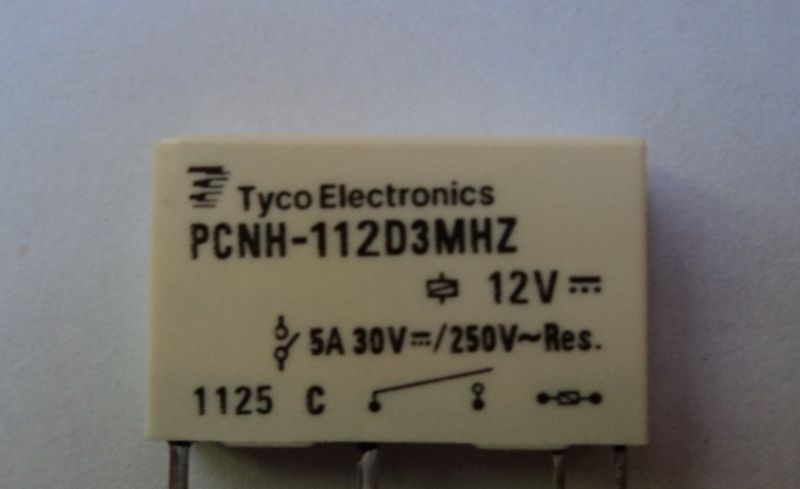 Tyco Electronics
PCNH-112D3MHZ
12V⎓
5A 30V⎓/250V~Res.
1125 C